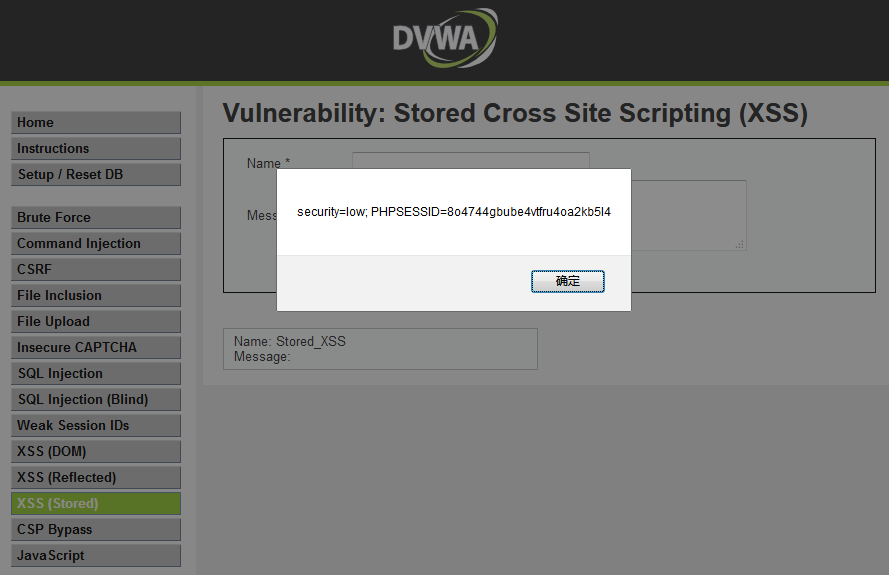 DVWA
Home
Instructions
Setup / Reset DB
Brute Force
Command Injection
CSRF
File Inclusion
File Upload
Insecure CAPTCHA
SQL Injection
SQL Injection (Blind)
Weak Session IDs
XSS (DOM)
XSS (Reflected)
XSS (Stored)
CSP Bypass
JavaScript
Vulnerability: Stored Cross Site Scripting (XSS)
Name *
Mess
security=low; PHPSESSID=8o4744gbube4vtfru4oa2kb5l4
确定
Name: Stored_XSS
Message: